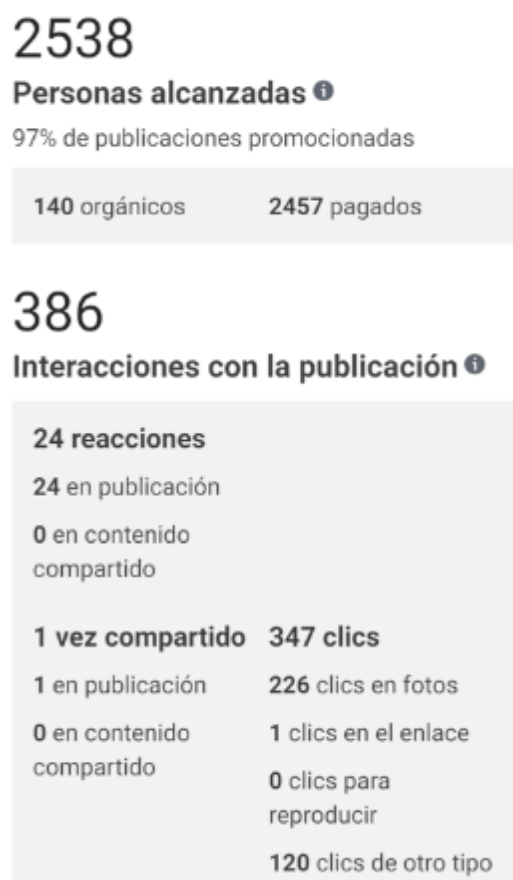 2538
Personas alcanzadas
97% de publicaciones promocionadas
140 orgánicos
2457 pagados
386
Interacciones con la publicación
24 reacciones
24 en publicación
0 en contenido
compartido
1 vez compartido
1 en publicación
0 en contenido
compartido
347 clics
226 clics en fotos
1 clics en el enlace
0 clics para
reproducir
120 clics de otro tipo